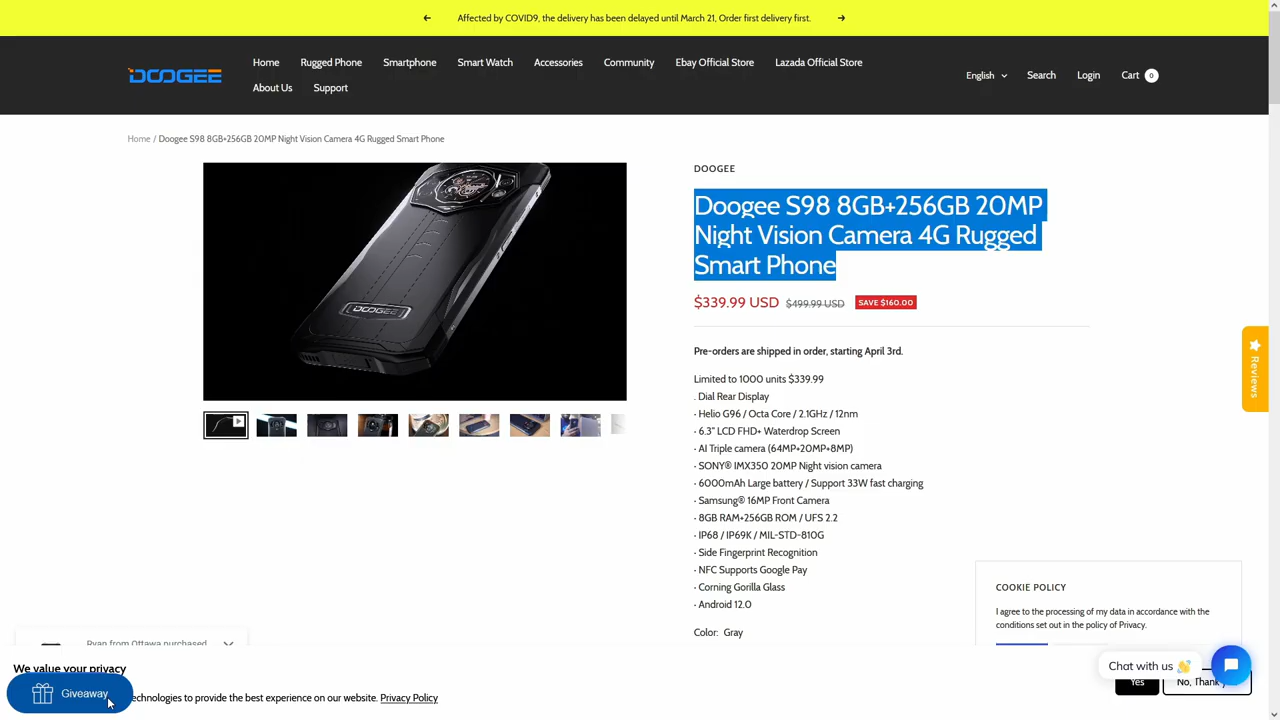 Affected by COVID9, the delivery has been delayed until March 21, Order first delivery first.
DOOGEE
Home Rugged Phone Smartphone Smart Watch Accessories Community Ebay Official Store Lazada Official Store
About Us Support
English Search Login Cart 0
Home / Doogee S98 8GB+256GB 20MP Night Vision Camera 4G Rugged Smart Phone
DOOGEE
DOOGEE
Doogee S98 8GB+256GB 20MP
Night Vision Camera 4G Rugged
Smart Phone
$339.99 USD $499.99 USD SAVE $160.00
Pre-orders are shipped in order, starting April 3rd.
Limited to 1000 units $339.99
. Dial Rear Display
· Helio G96 / Octa Core / 2.1GHz / 12nm
· 6.3" LCD FHD+ Waterdrop Screen
· AI Triple camera (64MP+20MP+8MP)
· SONY® IMX350 20MP Night vision camera
· 6000mAh Large battery / Support 33W fast charging
· Samsung® 16MP Front Camera
· 8GB RAM+256GB ROM / UFS 2.2
· IP68 / IP69K / MIL-STD-810G
· Side Fingerprint Recognition
· NFC Supports Google Pay
· Corning Gorilla Glass
· Android 12.0
Color: Gray
Reviews
COOKIE POLICY
I agree to the processing of my data in accordance with the
conditions set out in the policy of Privacy.
Ryan from Ottawa purchased
We value your privacy
Giveaway
technologies to provide the best experience on our website. Privacy Policy
Chat with us 👋
Yes
No, Thank